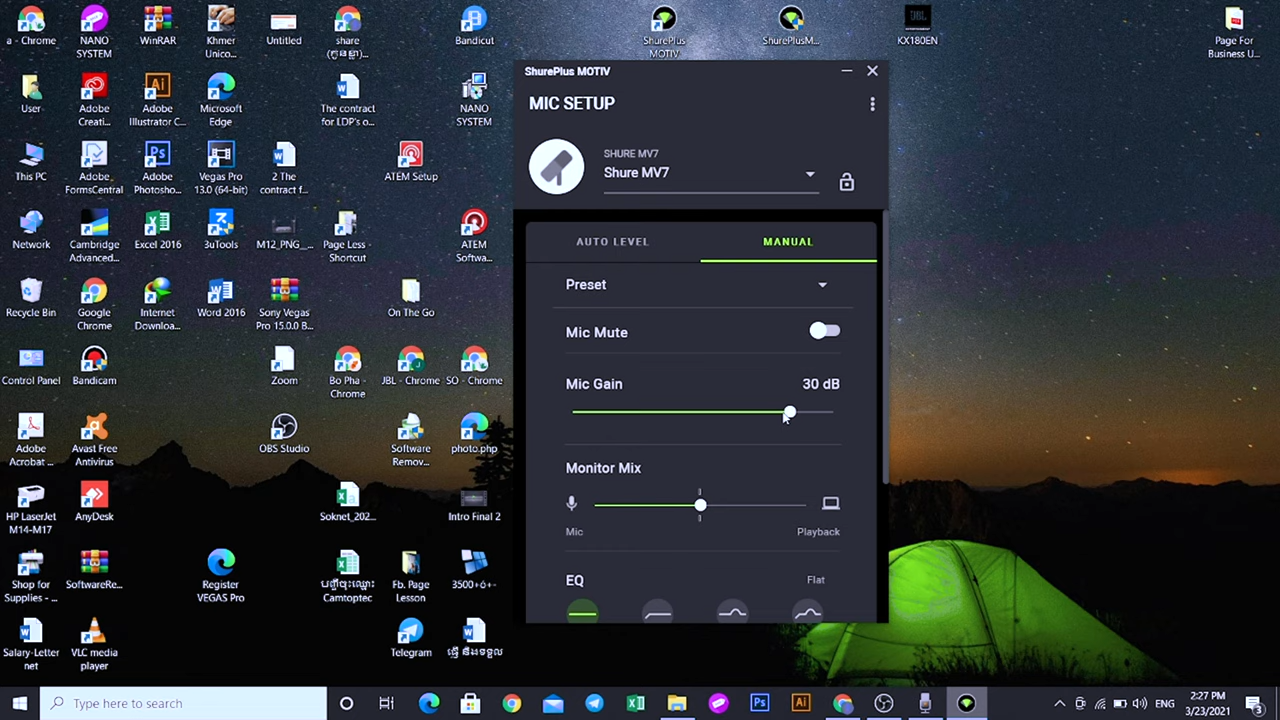 a - Chrome
NANO
SYSTEM
WinRAR
Khmer
Unico...
Untitled
share
Bandicut
ShurePlus
MOTIV
ShurePlusM...
JBL
KX180EN
Page For
Business U...
User
Adobe
Creati...
Adobe
Illustrator C...
Microsoft
Edge
The contract
for LDP's o...
NANO
SYSTEM
This PC
Adobe
FormsCentral
Adobe
Photosho...
Vegas Pro
13.0 (64-bit)
2 The
contract f...
ATEM Setup
Network
Cambridge
Advanced...
Excel 2016
3uTools
M12_PNG_...
Page Less -
Shortcut
ATEM
Softwa...
Recycle Bin
Google
Chrome
Internet
Downloa...
Word 2016
Sony Vegas
Pro 15.0.0 B...
On The Go
Control Panel
Bandicam
Zoom
Bo Pha -
Chrome
JBL - Chrome
SO - Chrome
Adobe
Acrobat ...
Avast Free
Antivirus
OBS Studio
Software
Remov...
photo.php
HP LaserJet
M14-M17
AnyDesk
Soknet_202...
Intro Final 2
Shop for
Supplies - ...
SoftwareRe...
Register
VEGAS Pro
Camtoptec
Fb. Page
Lesson
3500+ó+-
Salary-Letter
net
VLC media
player
Telegram
ShurePlus MOTIV
MIC SETUP
SHURE MV7
Shure MV7
AUTO LEVEL
MANUAL
Preset
Mic Mute
Mic Gain
30 dB
Monitor Mix
Mic
Playback
EQ
Flat
Type here to search
ENG
2:27 PM
3/23/2021
3